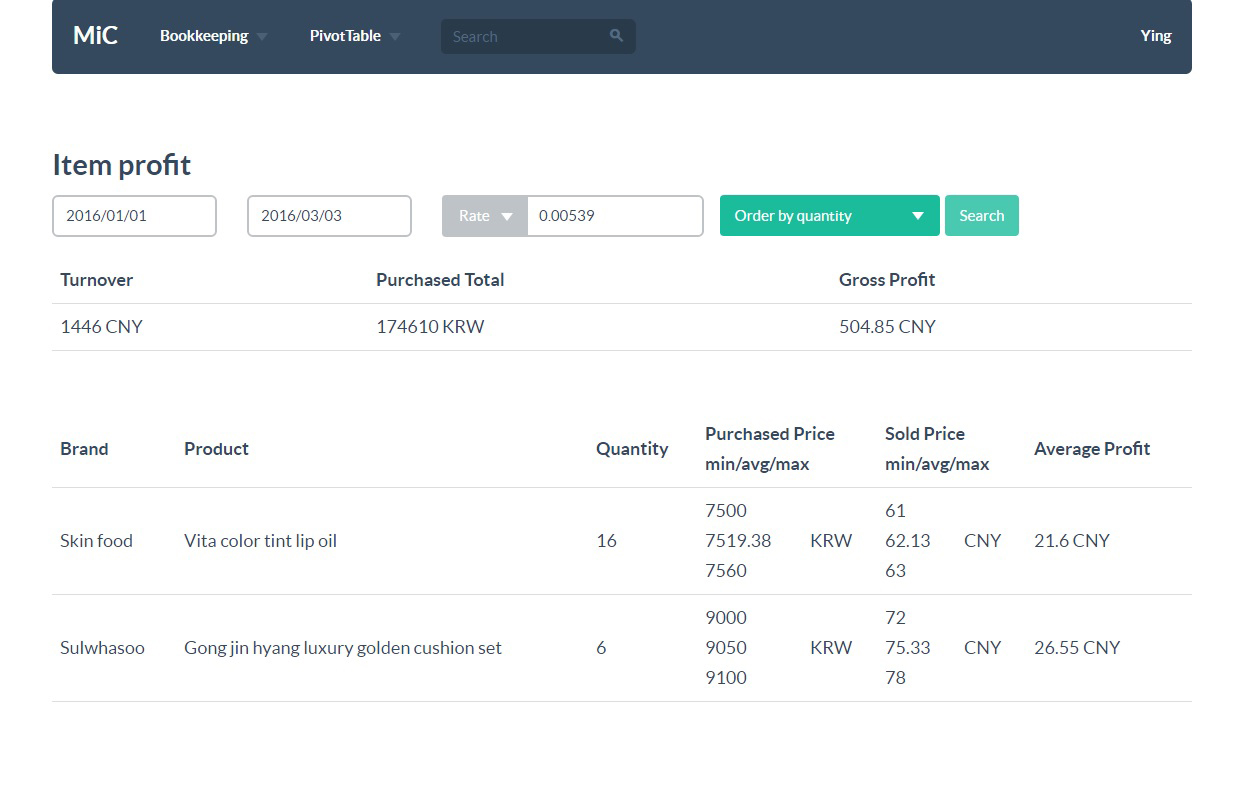 MiC Bookkeeping PivotTable Search Ying
Item profit
2016/01/01 2016/03/03 Rate 0.00539 Order by quantity Search
Turnover Purchased Total Gross Profit
1446 CNY 174610 KRW 504.85 CNY
Brand Product Quantity Purchased Price min/avg/max Sold Price min/avg/max Average Profit
7500 61
Skin food Vita color tint lip oil 16 7519.38 KRW 62.13 CNY 21.6 CNY
7560 63
9000 72
Sulwhasoo Gong jin hyang luxury golden cushion set 6 9050 KRW 75.33 CNY 26.55 CNY
9100 78